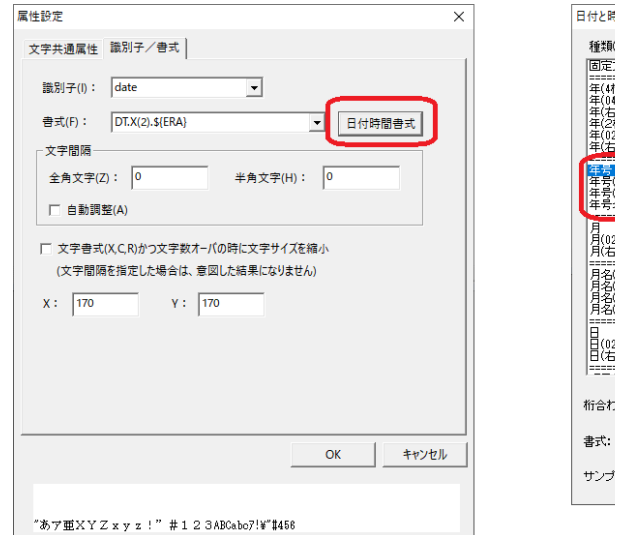 属性設定
文字共通属性 識別子／書式
識別子(I)： date
書式(F)： DT.X(2).${ERA} 日付時間書式
文字間隔
全角文字(Z)： 0 半角文字(H)： 0
自動調整(A)
文字書式(X,C,R)かつ文字数オーバの時に文字サイズを縮小
(文字間隔を指定した場合は、意図した結果になりません)
X： 170 Y： 170
OK キャンセル
"あア亜ＸＹＺｘｙｚ！”＃１２３ABCabc7!¥"#456
日付と時
種類
固定
=====
年(4
年(04
年(右
年(2
年(02
年(右
年号
年号(
年号(
年号
月
月(02
月(右
=====
月名(
月名(
月名(
月名(
=====
日
日(02
日(右
=====
桁合わ
書式:
サンプ